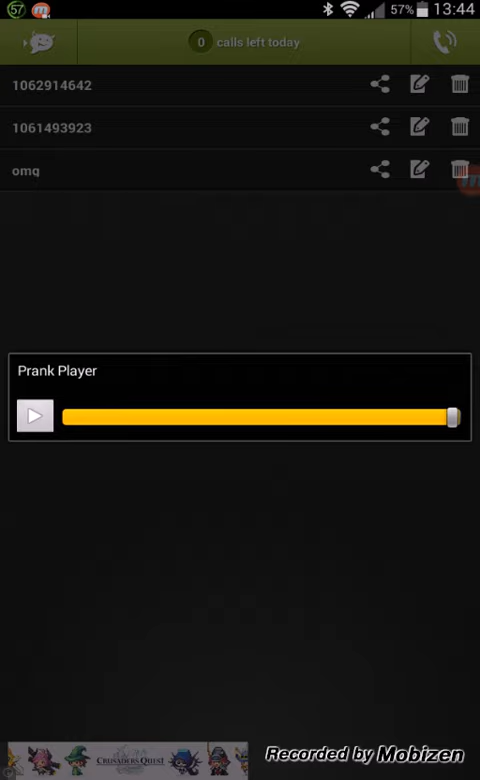 57
57% 13:44
0 calls left today
1062914642
1061493923
omg
Prank Player
CRUSADERS QUEST
Recorded by Mobizen